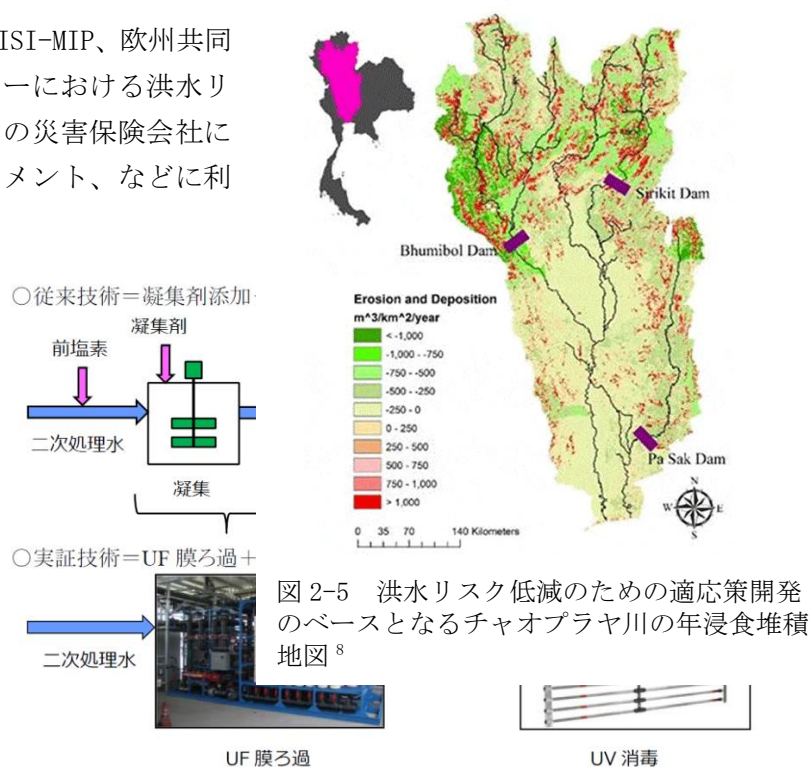 ISI-MIP、欧州共同
ーにおける洪水リ
の災害保険会社に
メント、などに利
Sirikit Dam
Bhumibol Dam
Erosion and Deposition
m^3/km^2/year
< -1,000
-1,000 - -750
-750 - -500
-500 - -250
-250 - 0
0 - 250
250 - 500
500 - 750
750 - 1,000
> 1,000
Pa Sak Dam
N
W E
S
0 35 70 140 Kilometers
図 2-5 洪水リスク低減のための適応策開発
のベースとなるチャオプラヤ川の年浸食堆積
地図 8
○従来技術=凝集剤添加
凝集剤
前塩素
二次処理水
凝集
○実証技術=UF 膜ろ過+
二次処理水
UF 膜ろ過
UV 消毒